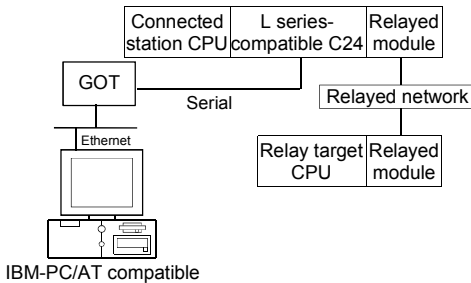 Connected
station CPU
L series-
compatible C24
Relayed
module
GOT
Serial
Relayed network
Ethernet
Relay target
CPU
Relayed
module
IBM-PC/AT compatible